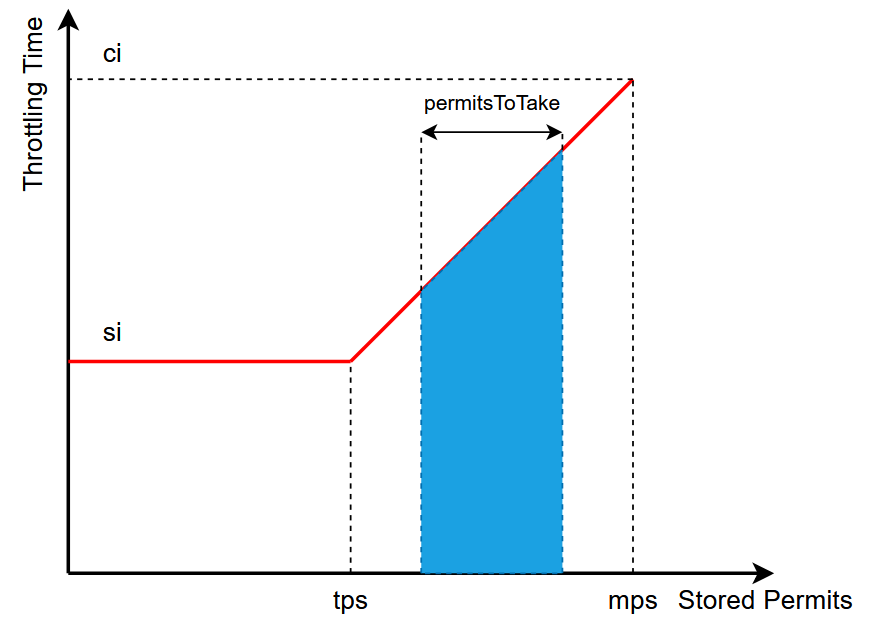 Throttling Time
ci
permitsToTake
si
tps
mps
Stored Permits